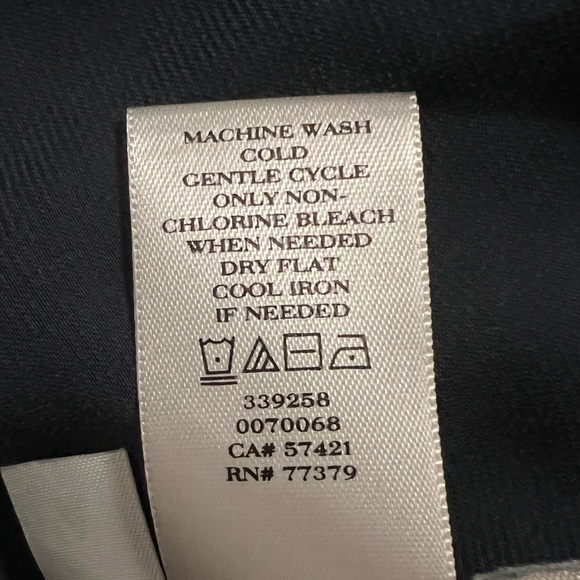 MACHINE WASH
COLD
GENTLE CYCLE
ONLY NON-
CHLORINE BLEACH
WHEN NEEDED
DRY FLAT
COOL IRON
IF NEEDED
339258
0070068
CA# 57421
RN# 77379